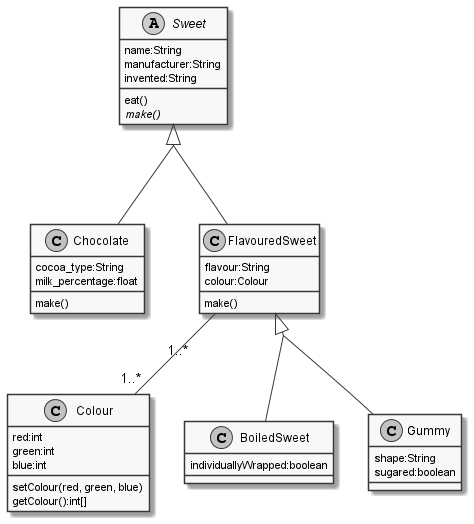 A Sweet
name:String
manufacturer:String
invented:String
eat()
make()
C Chocolate
cocoa_type:String
milk_percentage:float
make()
C FlavouredSweet
flavour:String
colour:Colour
make()
1..*
1..*
C Colour
red:int
green:int
blue:int
setColour(red, green, blue)
getColour():int[]
C BoiledSweet
individuallyWrapped:boolean
C Gummy
shape:String
sugared:boolean